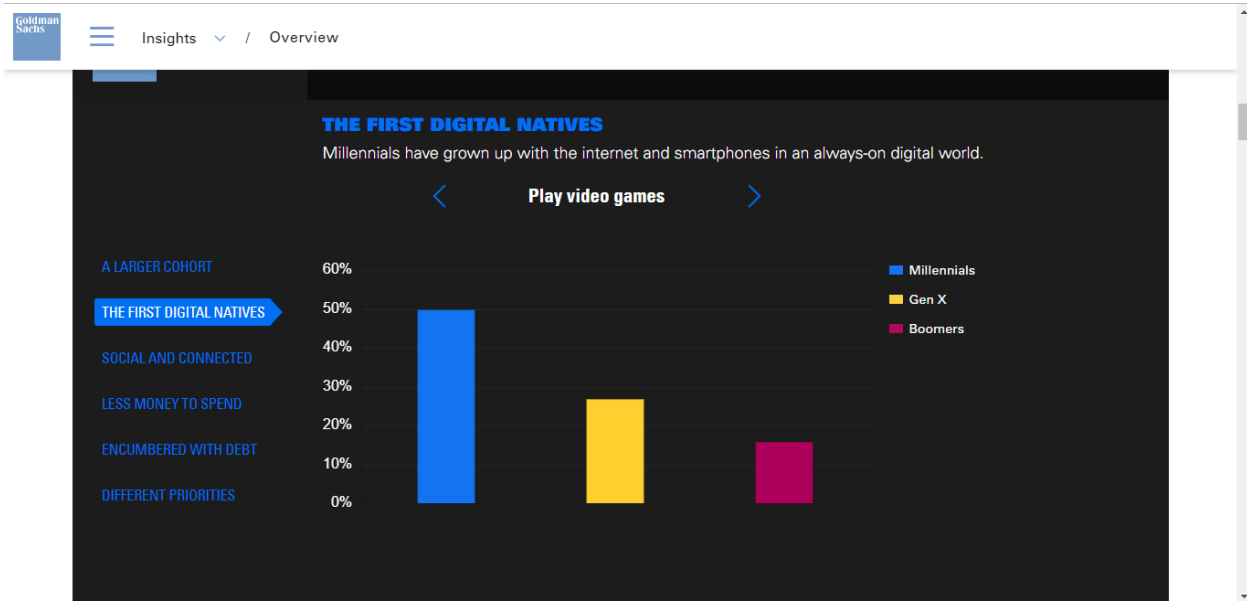 Goldman
Sachs
Insights / Overview
THE FIRST DIGITAL NATIVES
Millennials have grown up with the internet and smartphones in an always-on digital world.
Play video games
A LARGER COHORT
THE FIRST DIGITAL NATIVES
SOCIAL AND CONNECTED
LESS MONEY TO SPEND
ENCUMBERED WITH DEBT
DIFFERENT PRIORITIES
60%
50%
40%
30%
20%
10%
0%
Millennials
Gen X
Boomers